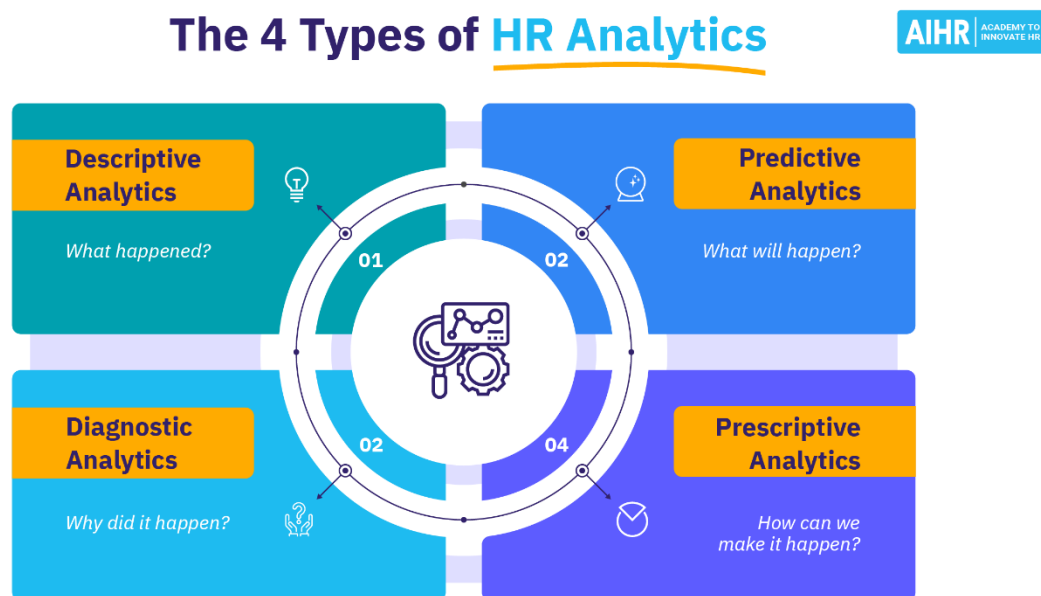 The 4 Types of HR Analytics
AIHR
ACADEMY TO
INNOVATE HR
Descriptive
Analytics
What happened?
01
Predictive
Analytics
What will happen?
02
Diagnostic
Analytics
Why did it happen?
02
Prescriptive
Analytics
How can we
make it happen?
04